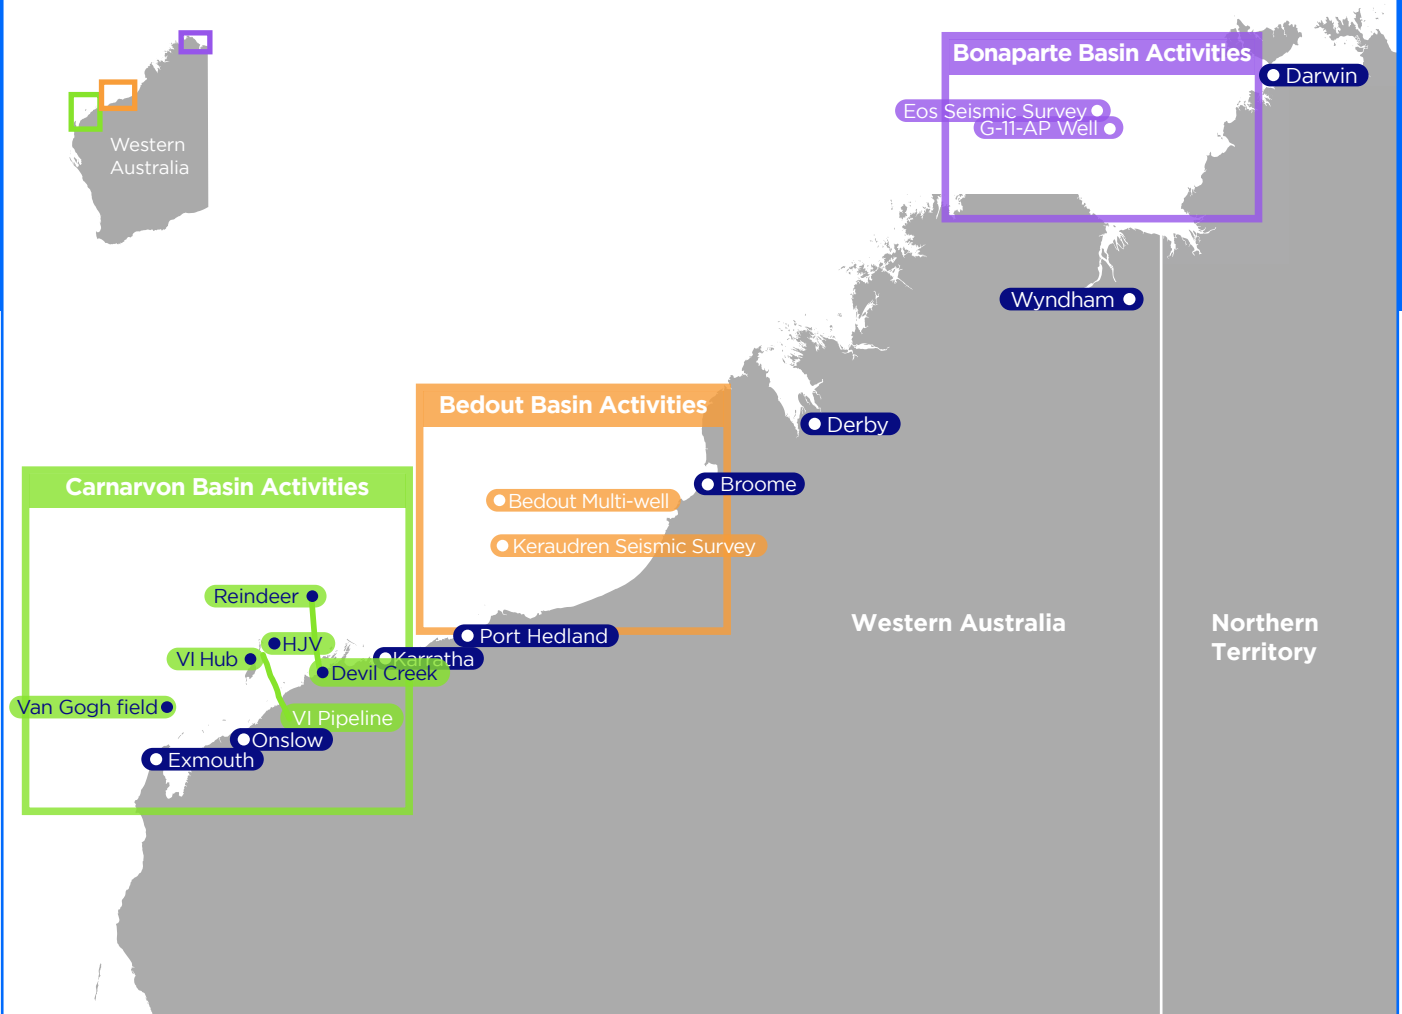 Western
Australia
Bonaparte Basin Activities
Darwin
Eos Seismic Survey
G-11-AP Well
Wyndham
Bedout Basin Activities
Derby
Broome
Bedout Multi-well
Keraudren Seismic Survey
Port Hedland
Carnarvon Basin Activities
Reindeer
HJV
VI Hub
Karratha
Devil Creek
Van Gogh field
VI Pipeline
Onslow
Exmouth
Western Australia
Northern
Territory